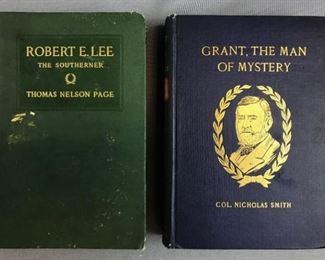 ROBERT E. LEE
THE SOUTHERNER
THOMAS NELSON PAGE
GRANT, THE MAN
OF MYSTERY
COL. NICHOLAS SMITH